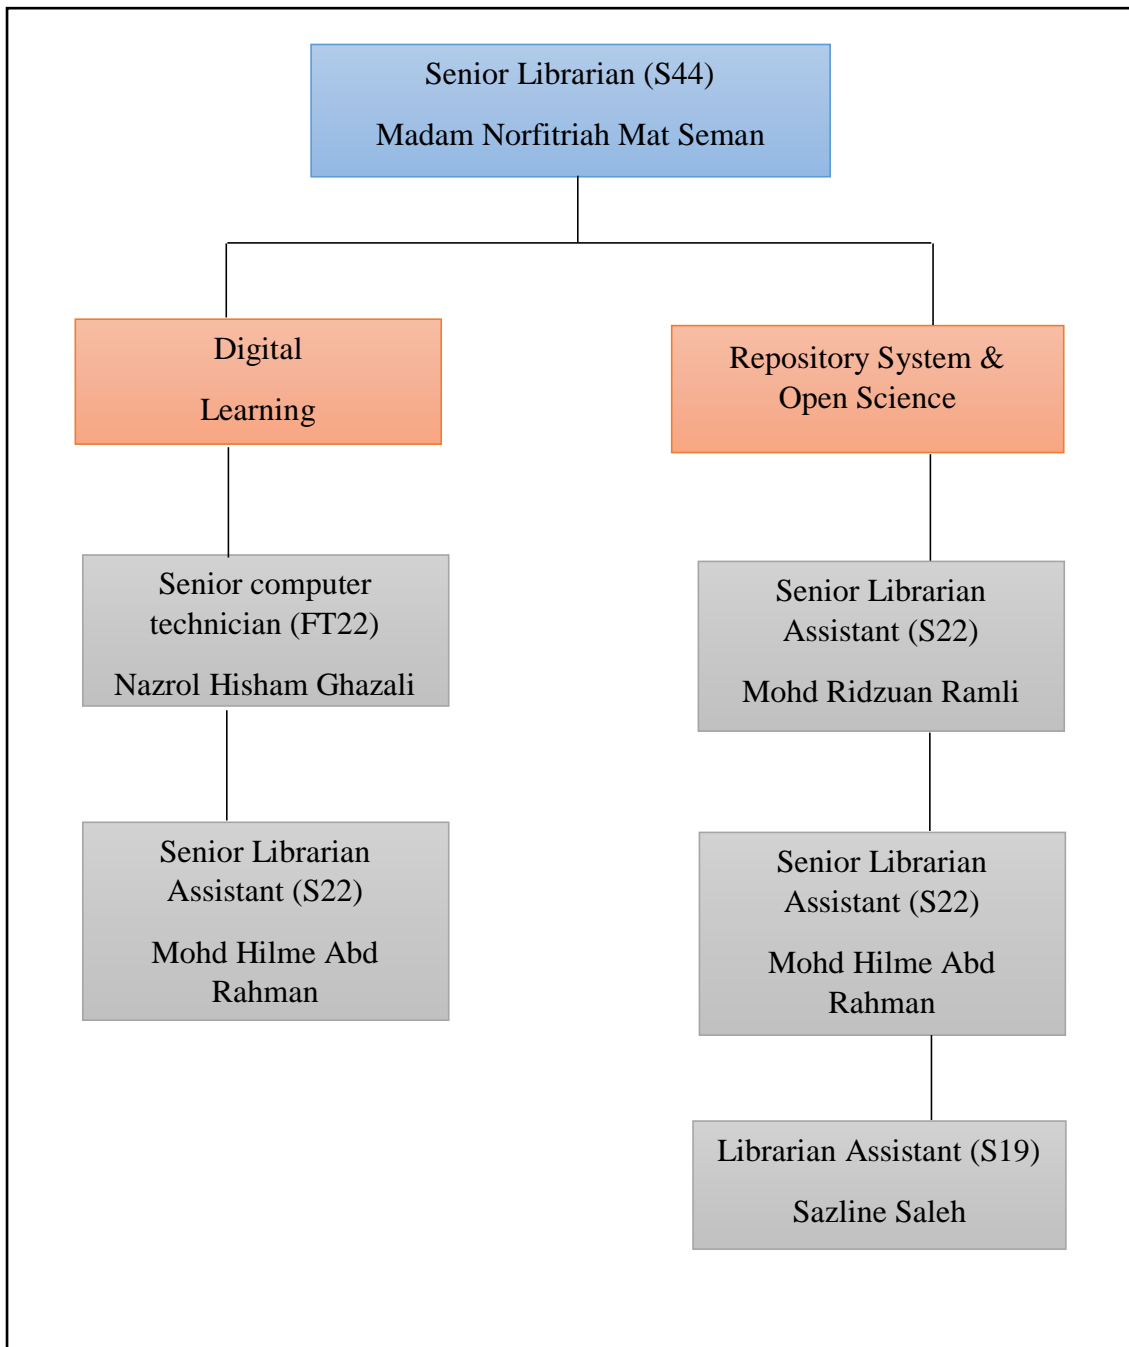 Senior Librarian (S44)
Madam Norfitriah Mat Seman
Digital
Learning
Repository System &
Open Science
Senior computer
technician (FT22)
Nazrol Hisham Ghazali
Senior Librarian
Assistant (S22)
Mohd Ridzuan Ramli
Senior Librarian
Assistant (S22)
Mohd Hilme Abd
Rahman
Senior Librarian
Assistant (S22)
Mohd Hilme Abd
Rahman
Librarian Assistant (S19)
Sazline Saleh